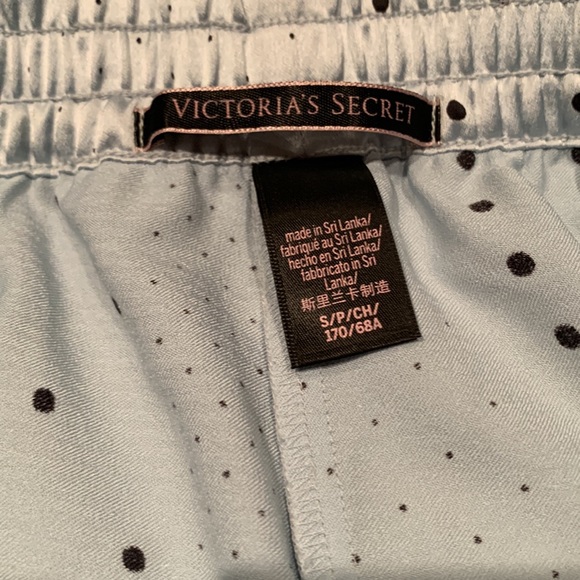 VICTORIA'S SECRET
made in Sri Lanka/
fabriqué au Sri Lanka/
hecho en Sri Lanka/
fabbricato in Sri
Lanka/
斯里兰卡制造
S/P/CH/
170/68A